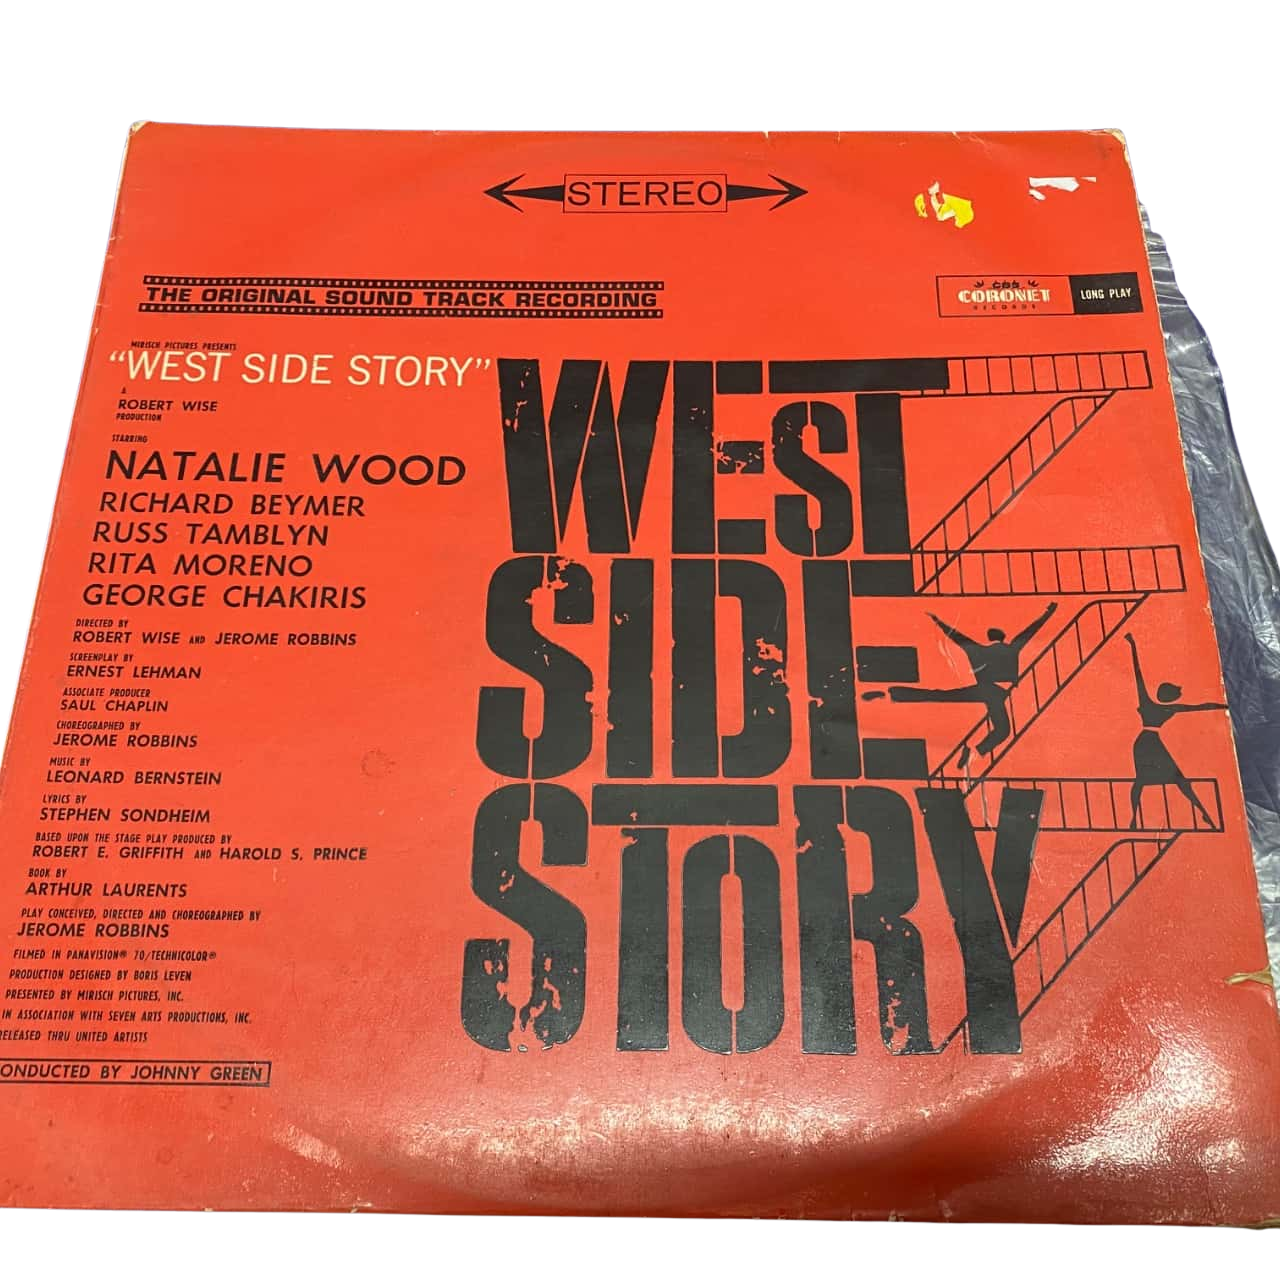 STEREO
THE ORIGINAL SOUND TRACK RECORDING
CBS
CORONET
RECORDS
LONG PLAY
MIRISCH PICTURES PRESENTS
“WEST SIDE STORY”
A
ROBERT WISE
PRODUCTION
STARRING
NATALIE WOOD
RICHARD BEYMER
RUSS TAMBLYN
RITA MORENO
GEORGE CHAKIRIS
DIRECTED BY
ROBERT WISE AND JEROME ROBBINS
SCREENPLAY BY
ERNEST LEHMAN
ASSOCIATE PRODUCER
SAUL CHAPLIN
CHOREOGRAPHED BY
JEROME ROBBINS
MUSIC BY
LEONARD BERNSTEIN
LYRICS BY
STEPHEN SONDHEIM
BASED UPON THE STAGE PLAY PRODUCED BY
ROBERT E. GRIFFITH AND HAROLD S. PRINCE
BOOK BY
ARTHUR LAURENTS
PLAY CONCEIVED, DIRECTED AND CHOREOGRAPHED BY
JEROME ROBBINS
FILMED IN PANAVISION® 70/TECHNICOLOR®
PRODUCTION DESIGNED BY BORIS LEVEN
PRESENTED BY MIRISCH PICTURES, INC.
IN ASSOCIATION WITH SEVEN ARTS PRODUCTIONS, INC.
RELEASED THRU UNITED ARTISTS
ONDUCTED BY JOHNNY GREEN
WEST
SIDE
STORY